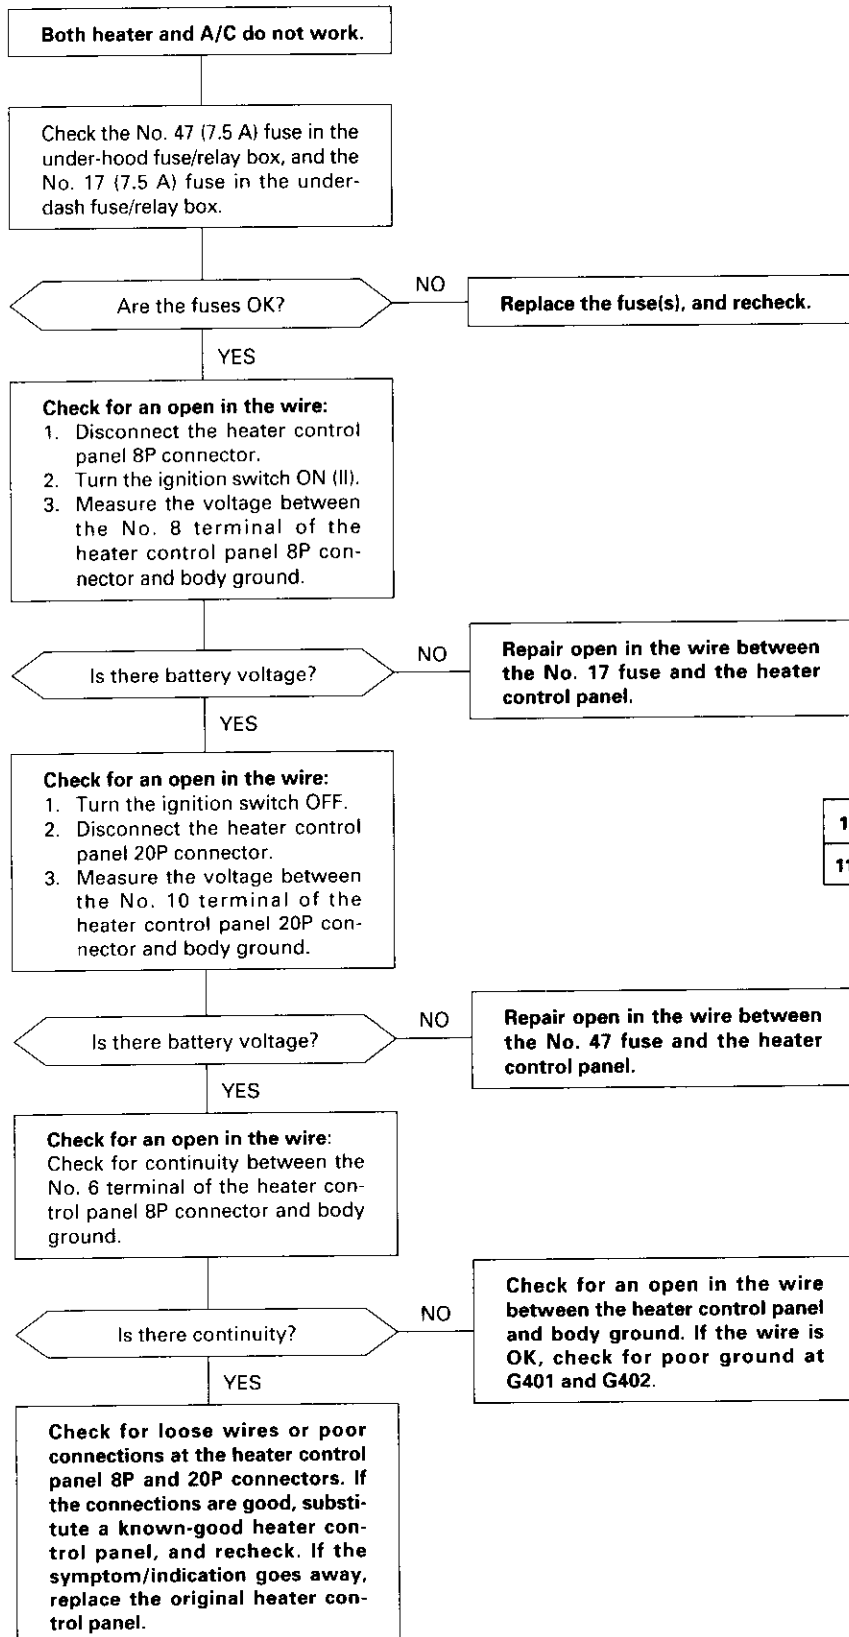 Both heater and A/C do not work.
Check the No. 47 (7.5 A) fuse in the
under-hood fuse/relay box, and the
No. 17 (7.5 A) fuse in the under-
dash fuse/relay box.
Are the fuses OK?
NO
Replace the fuse(s), and recheck.
YES
Check for an open in the wire:
1. Disconnect the heater control
panel 8P connector.
2. Turn the ignition switch ON (II).
3. Measure the voltage between
the No. 8 terminal of the
heater control panel 8P con-
nector and body ground.
Is there battery voltage?
NO
Repair open in the wire between
the No. 17 fuse and the heater
control panel.
YES
Check for an open in the wire:
1. Turn the ignition switch OFF.
2. Disconnect the heater control
panel 20P connector.
3. Measure the voltage between
the No. 10 terminal of the
heater control panel 20P con-
nector and body ground.
1
11
Is there battery voltage?
NO
Repair open in the wire between
the No. 47 fuse and the heater
control panel.
YES
Check for an open in the wire:
Check for continuity between the
No. 6 terminal of the heater con-
trol panel 8P connector and body
ground.
Is there continuity?
NO
Check for an open in the wire
between the heater control panel
and body ground. If the wire is
OK, check for poor ground at
G401 and G402.
YES
Check for loose wires or poor
connections at the heater control
panel 8P and 20P connectors. If
the connections are good, substi-
tute a known-good heater con-
trol panel, and recheck. If the
symptom/indication goes away,
replace the original heater con-
trol panel.